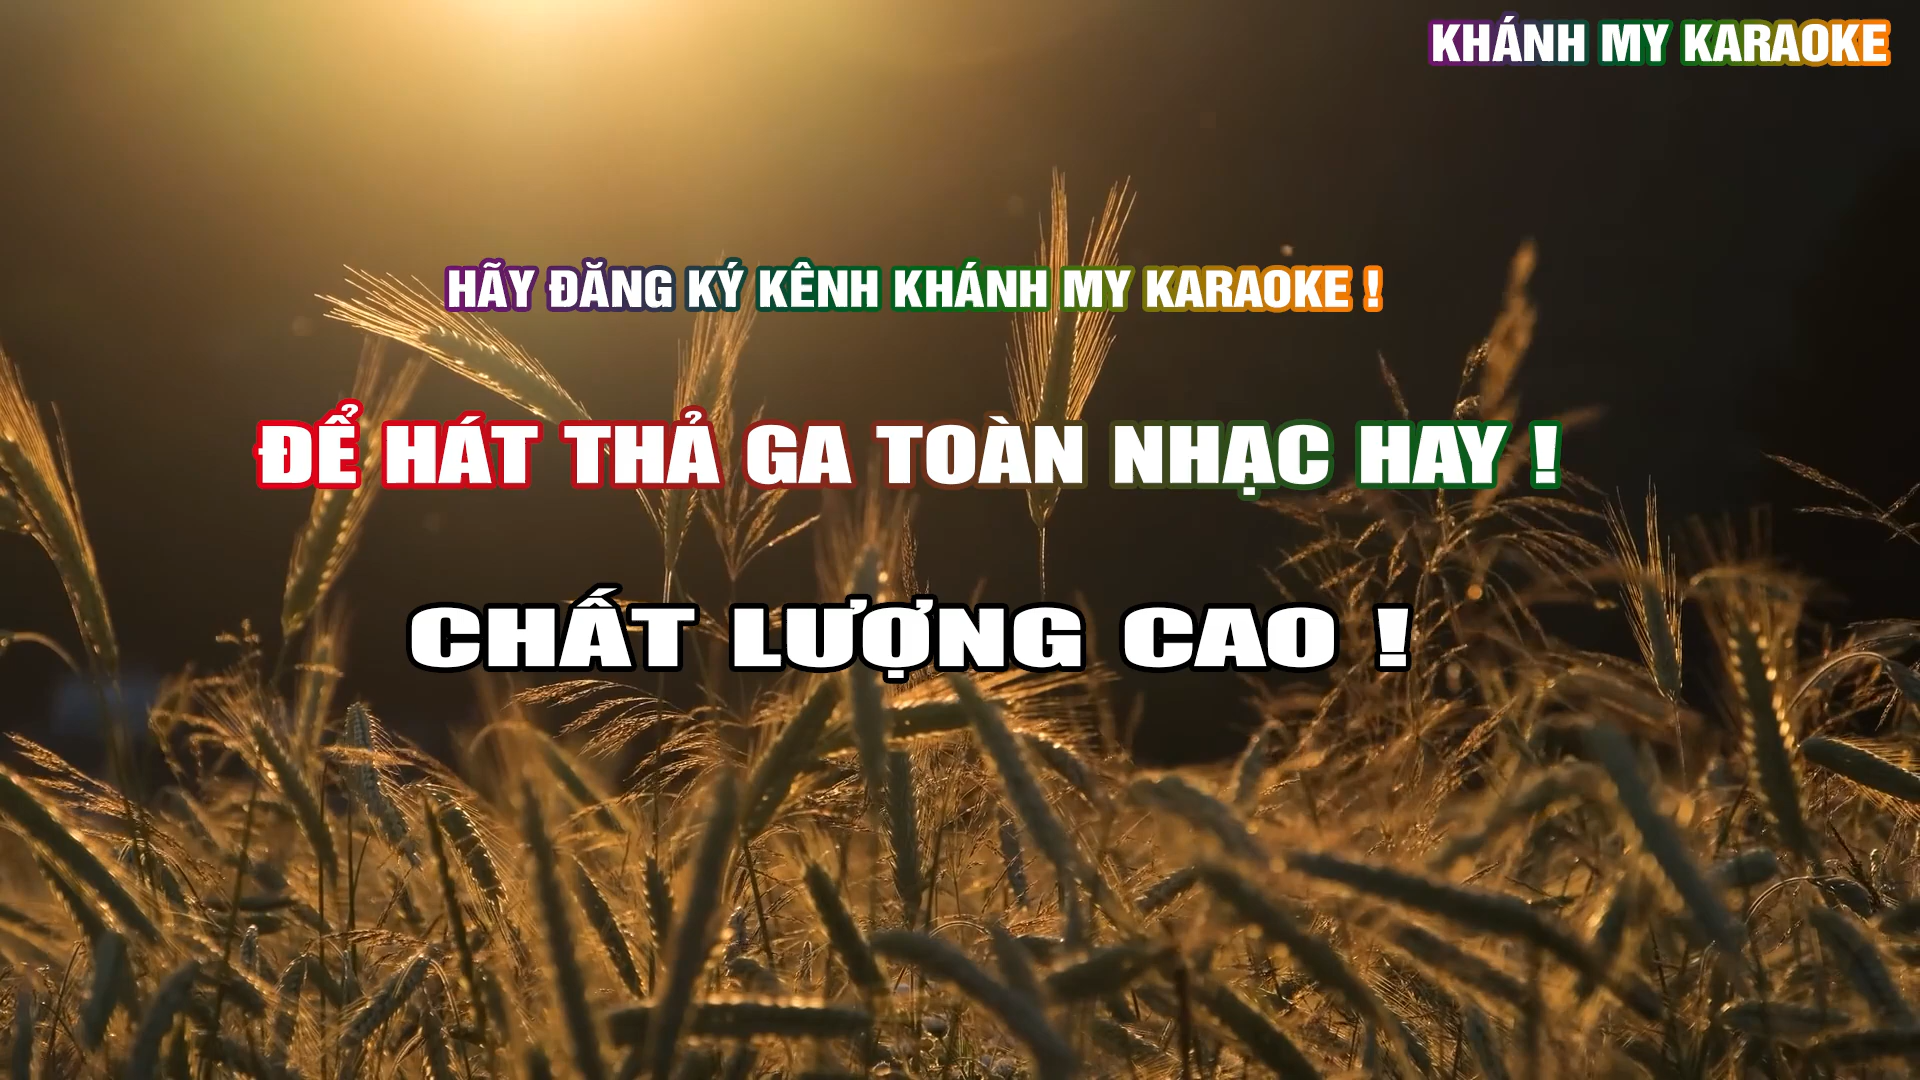 KHÁNH MY KARAOKE
HÃY ĐĂNG KÝ KÊNH KHÁNH MY KARAOKE !
ĐỂ HÁT THẢ GA TOÀN NHẠC HAY !
CHẤT LƯỢNG CAO !